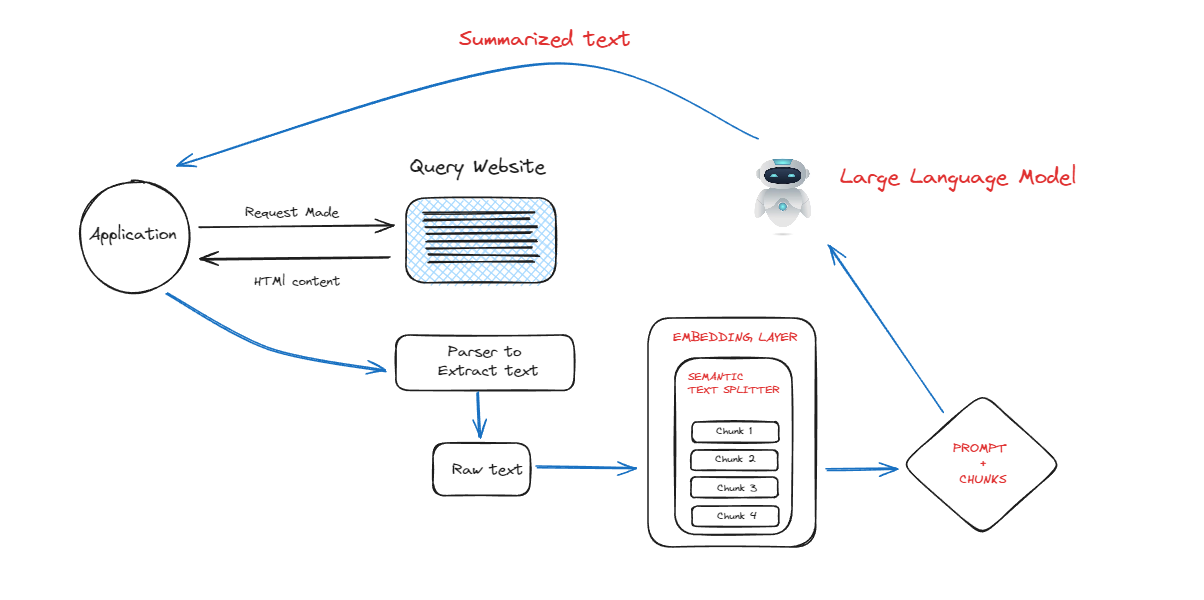 Summarized text
Query Website
Large Language Model
Application
Request Made
HTMl content
Parser to
Extract text
Raw text
EMBEDDING LAYER
SEMANTIC
TEXT SPLITTER
Chunk 1
Chunk 2
Chunk 3
Chunk 4
PROMPT
+
CHUNKS